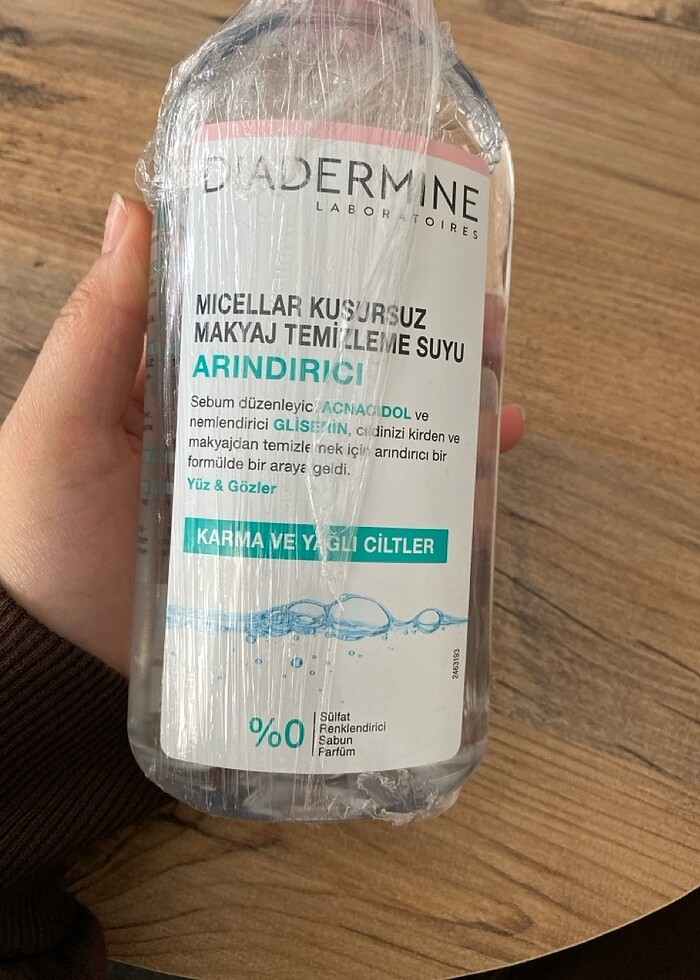 DIADERMINE
LABORATOIRES
MICELLAR KUSURSUZ
MAKYAJ TEMİZLEME SUYU
ARINDIRICI
Sebum düzenleyici ACNACIDOL ve
nemlendirici GLİSERİN, cildinizi kirden ve
makyajdan temizlemek için arındırıcı bir
formülde bir araya geldi.
Yüz & Gözler
KARMA VE YAĞLI CİLTLER
2463193
%0
Sülfat
Renklendirici
Sabun
Parfüm